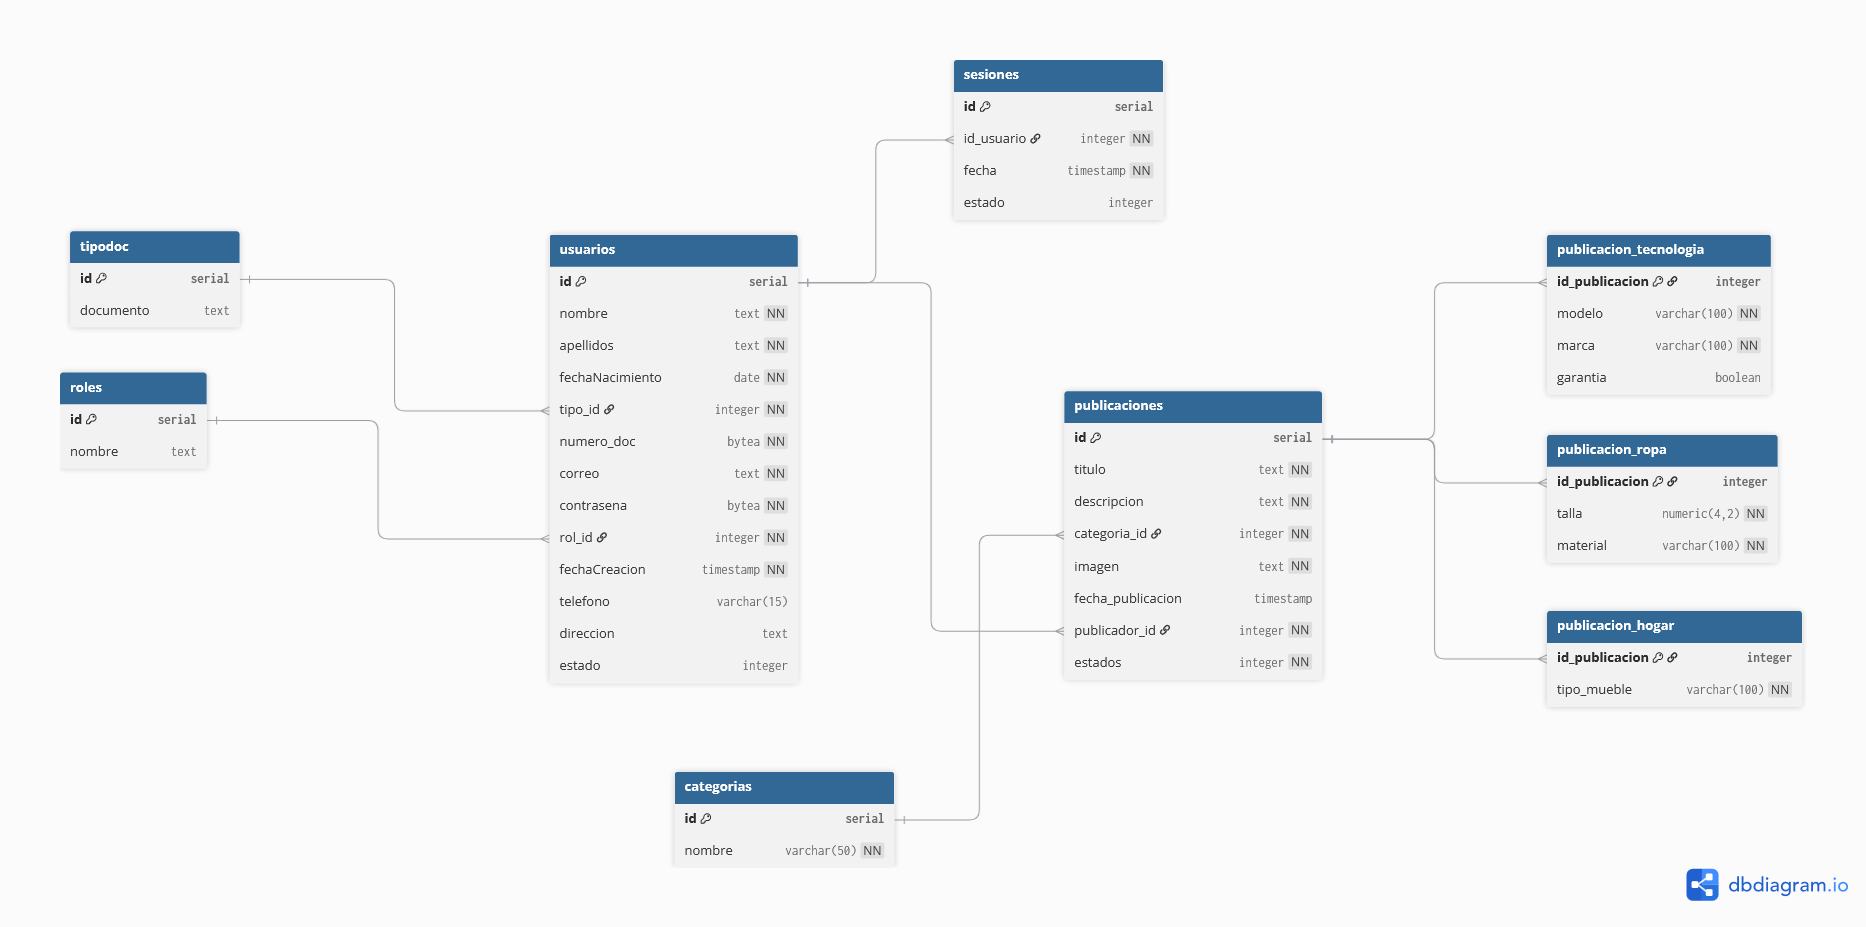 sesiones
id serial
id_usuario integer NN
fecha timestamp NN
estado integer
tipodoc
id serial
documento text
roles
id serial
nombre text
usuarios
id serial
nombre text NN
apellidos text NN
fechaNacimiento date NN
tipo_id integer NN
numero_doc bytea NN
correo text NN
contrasena bytea NN
rol_id integer NN
fechaCreacion timestamp NN
telefono varchar(15)
direccion text
estado integer
publicaciones
id serial
titulo text NN
descripcion text NN
categoria_id integer NN
imagen text NN
fecha_publicacion timestamp
publicador_id integer NN
estados integer NN
publicacion_tecnologia
id_publicacion integer
modelo varchar(100) NN
marca varchar(100) NN
garantia boolean
publicacion_ropa
id_publicacion integer
talla numeric(4,2) NN
material varchar(100) NN
publicacion_hogar
id_publicacion integer
tipo_mueble varchar(100) NN
categorias
id serial
nombre varchar(50) NN
dbdiagram.io